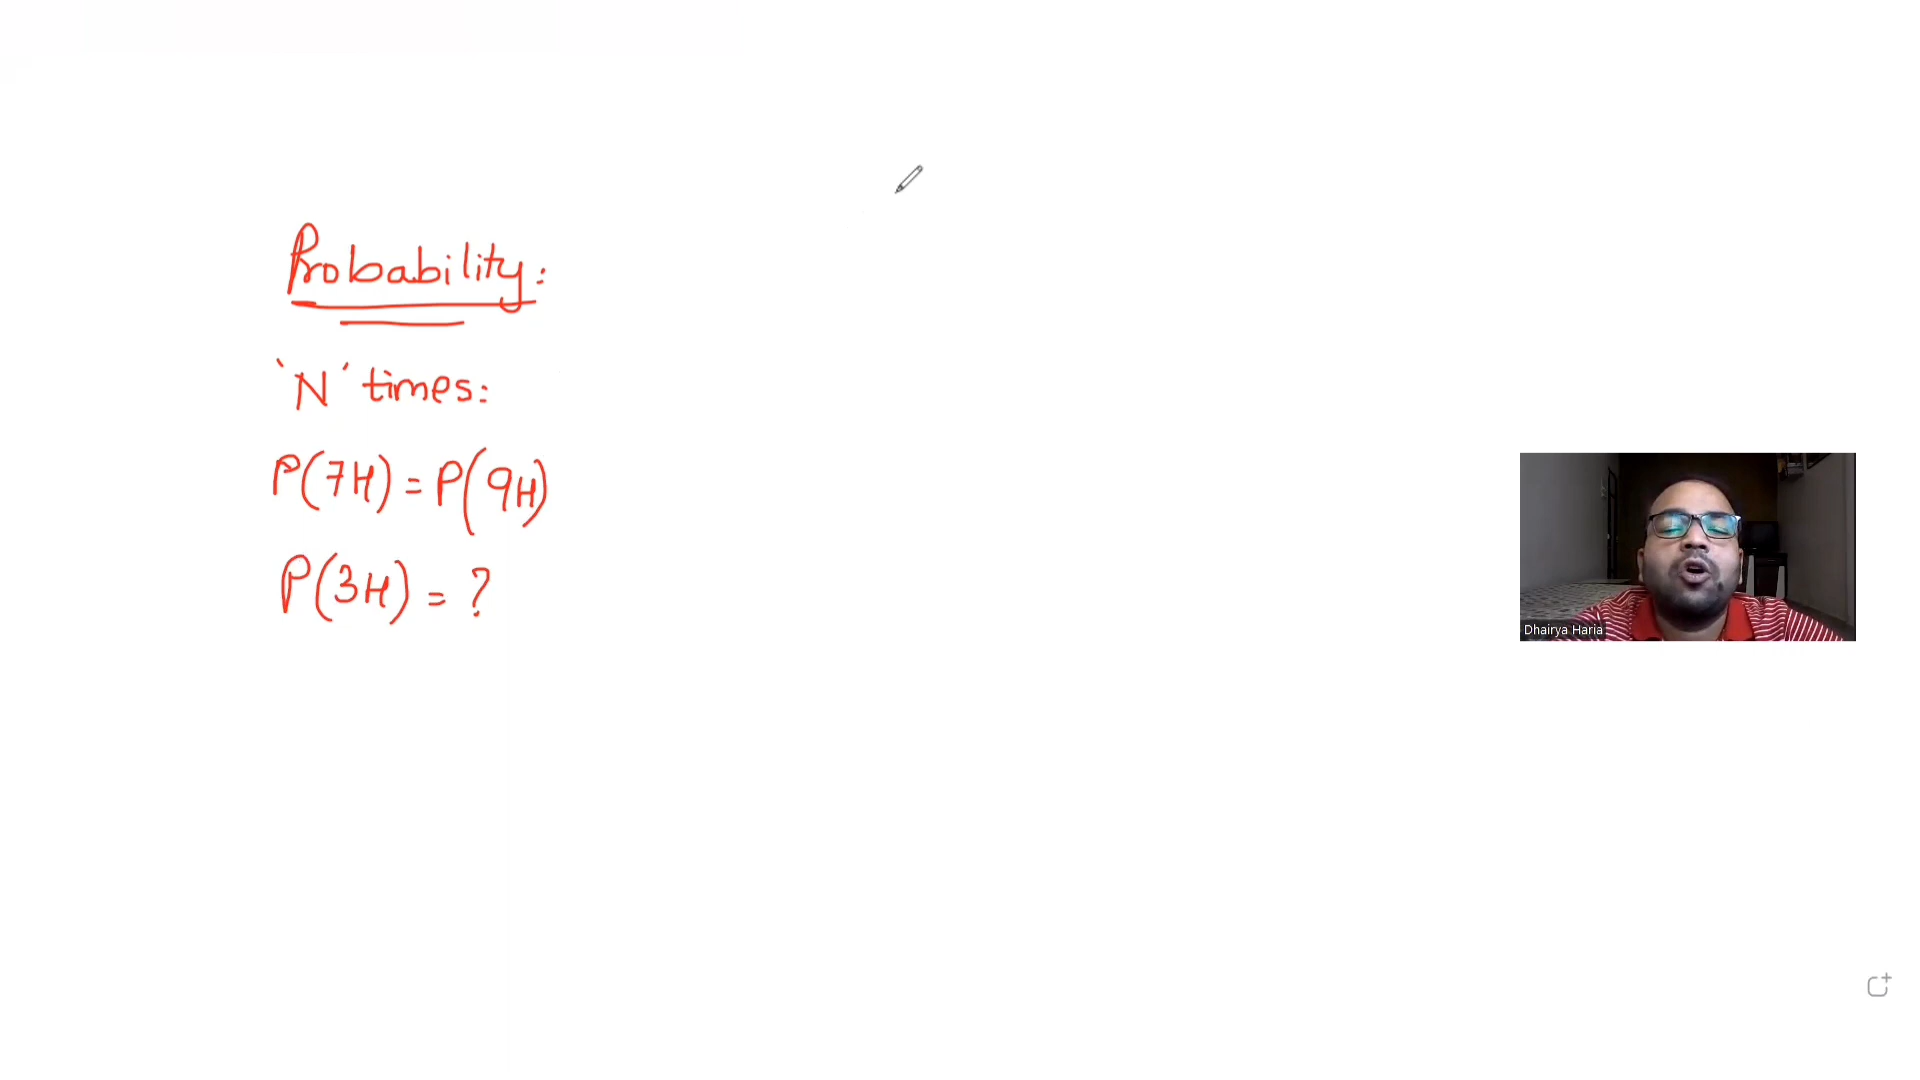 Probability:
'N' times:
P(7H) = P(9H)
P(3H) = ?
Dhairya Haria